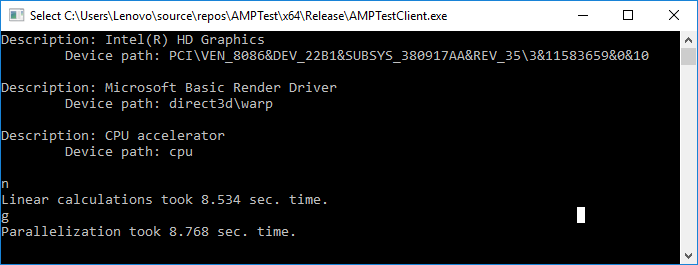 Select C:\Users\Lenovo\source\repos\AMPTest\x64\Release\AMPTestClient.exe
Description: Intel(R) HD Graphics
Device path: PCI\VEN_8086&DEV_22B1&SUBSYS_380917AA&REV_35\3&11583659&0&10
Description: Microsoft Basic Render Driver
Device path: direct3d\warp
Description: CPU accelerator
Device path: cpu
n
Linear calculations took 8.534 sec. time.
g
Parallelization took 8.768 sec. time.